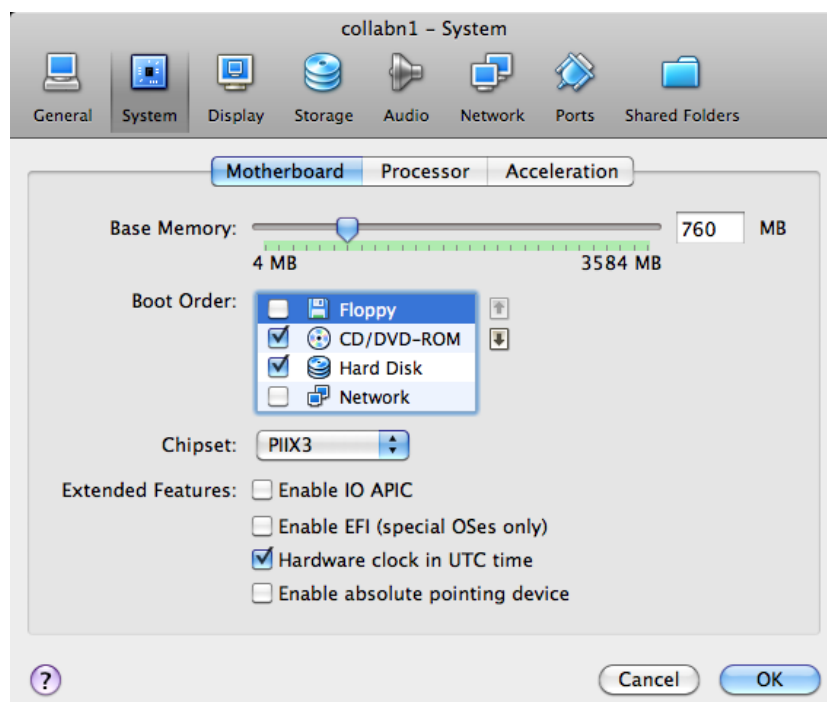 collabn1 – System
General System Display Storage Audio Network Ports Shared Folders
Motherboard Processor Acceleration
Base Memory: 760 MB
4 MB 3584 MB
Boot Order: Floppy
CD/DVD-ROM
Hard Disk
Network
Chipset: PIIX3
Extended Features: Enable IO APIC
Enable EFI (special OSes only)
Hardware clock in UTC time
Enable absolute pointing device
? Cancel OK